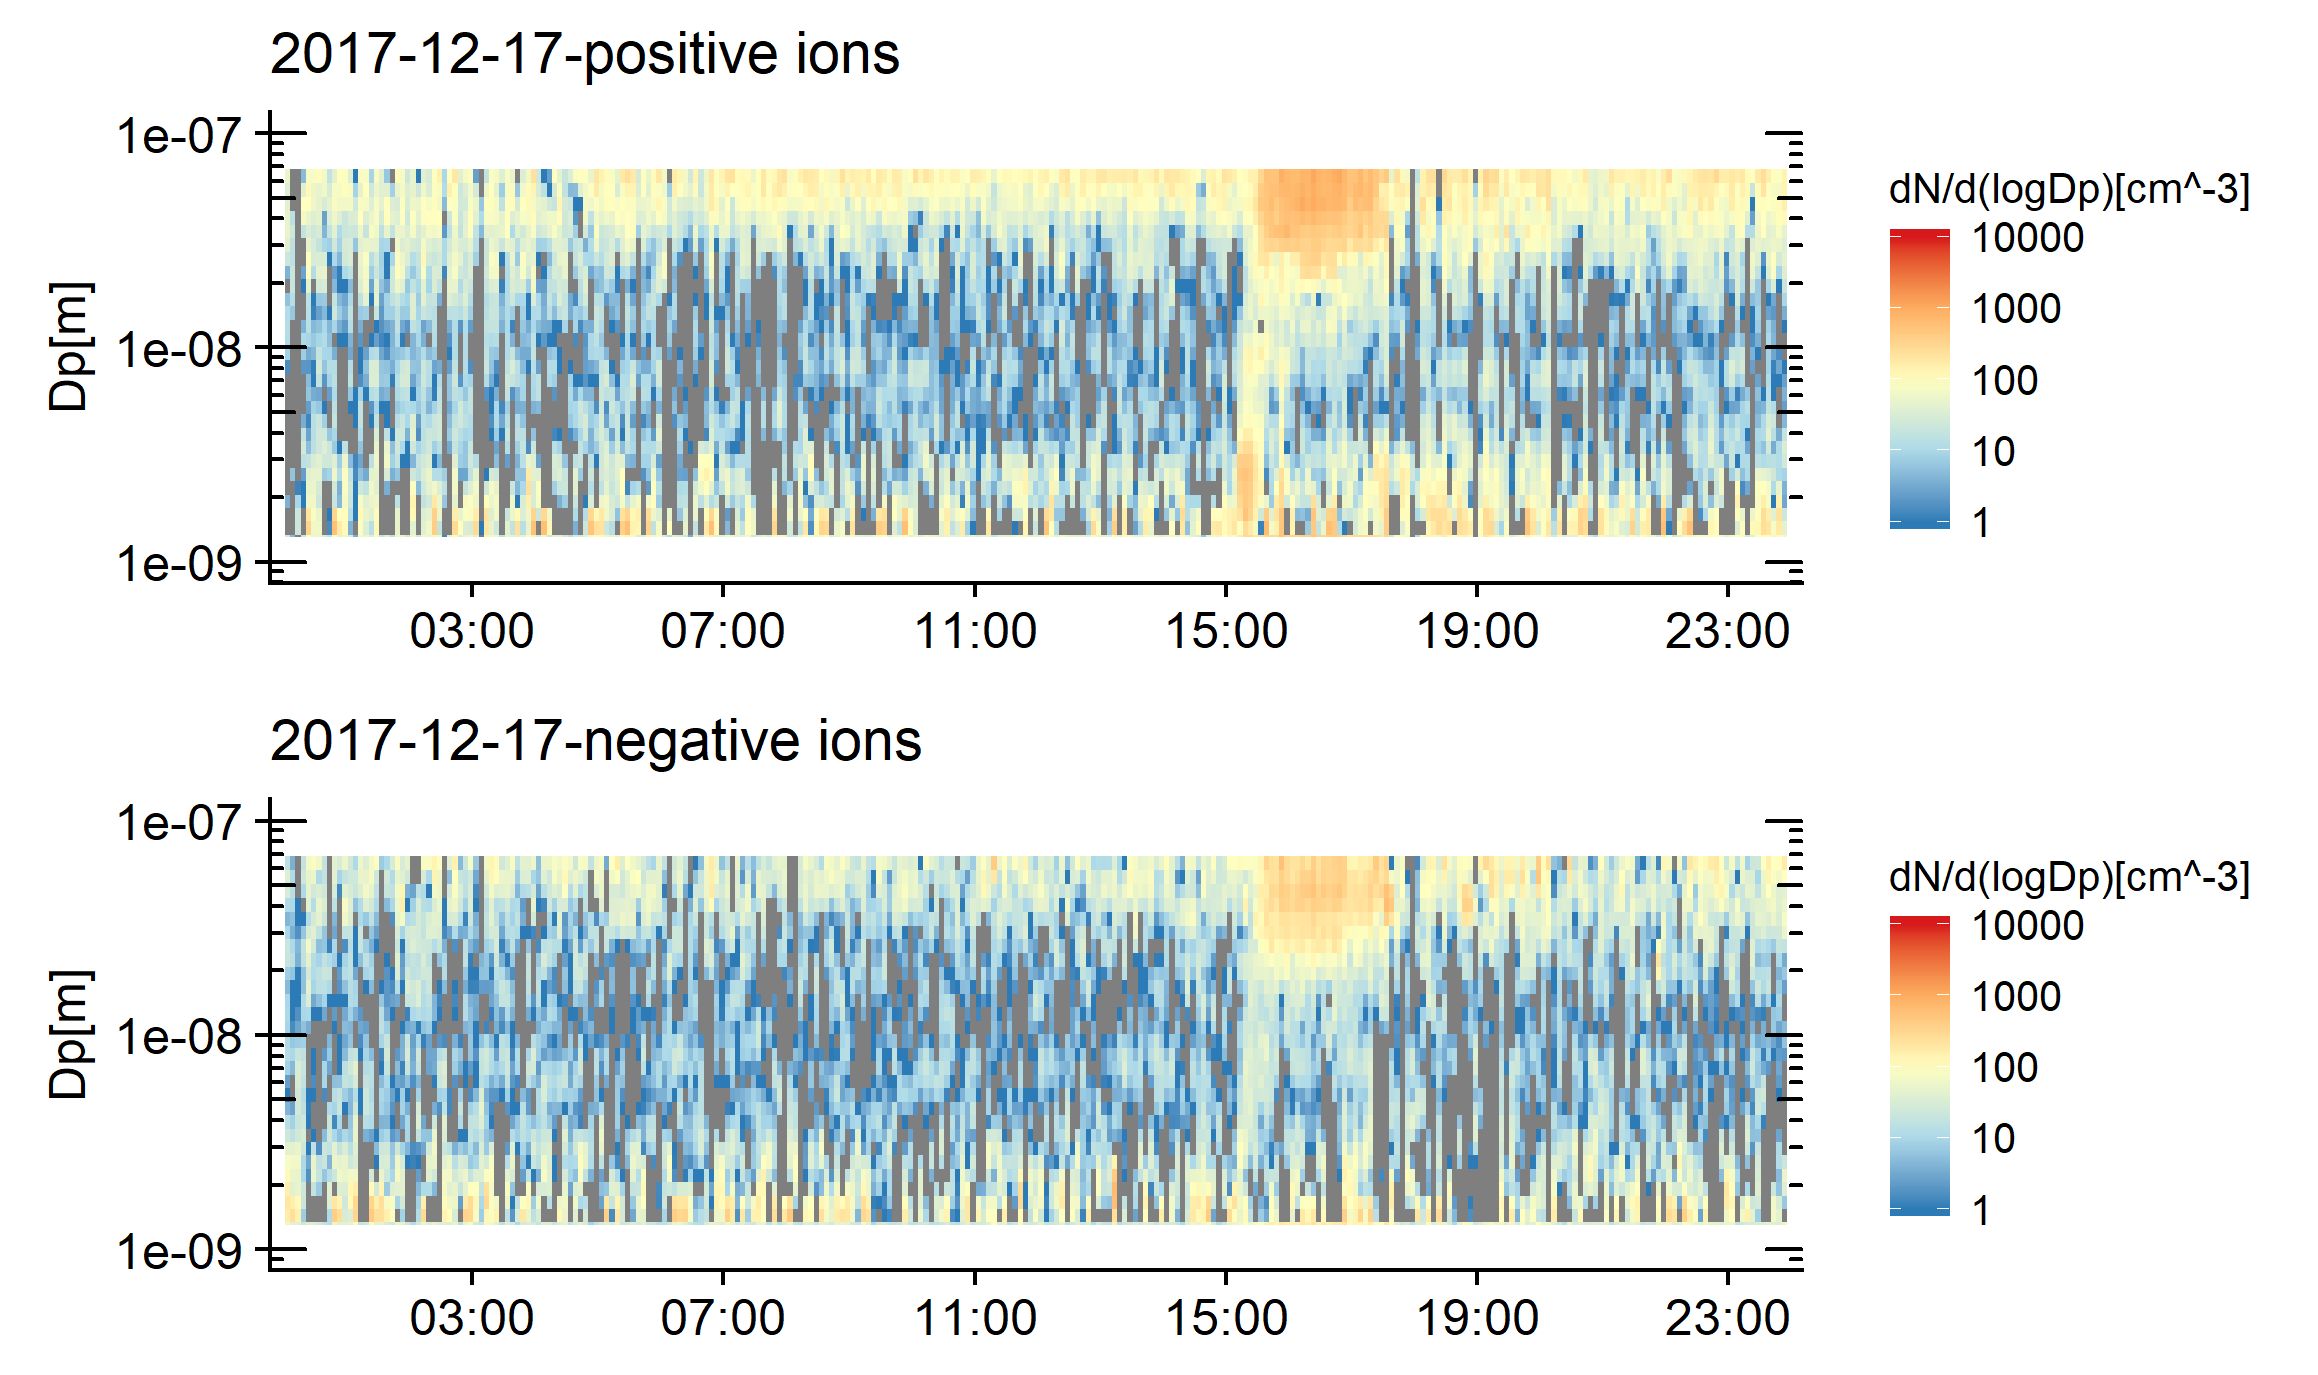 2017-12-17-positive ions
1e-07
1e-08
1e-09
Dp[m]
03:00 07:00 11:00 15:00 19:00 23:00
dN/d(logDp)[cm^-3]
10000
1000
100
10
1
2017-12-17-negative ions
1e-07
1e-08
1e-09
Dp[m]
03:00 07:00 11:00 15:00 19:00 23:00
dN/d(logDp)[cm^-3]
10000
1000
100
10
1